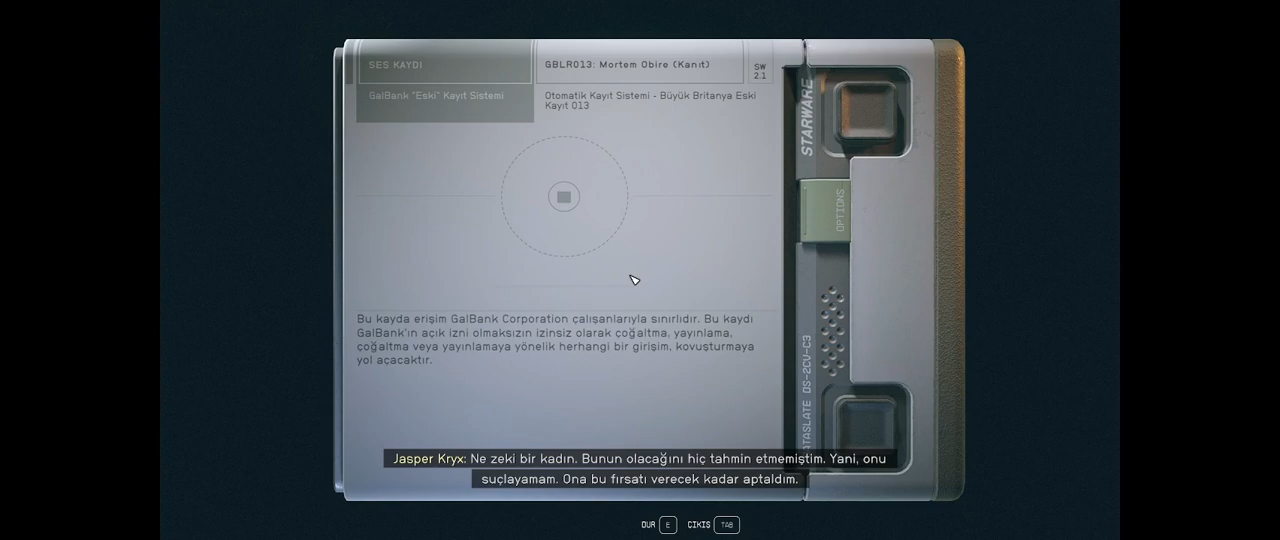 SES KAYDI
GBLR013: Mortem Obire (Kanıt)
SW
2.1
GalBank "Eski" Kayıt Sistemi
Otomatik Kayıt Sistemi - Büyük Britanya Eski
Kayıt 013
STARWARE
OPTIONS
Bu kayda erişim GalBank Corporation çalışanlarıyla sınırlıdır. Bu kaydı
GalBank'ın açık izni olmaksızın izinsiz olarak çoğaltma, yayınlama,
çoğaltma veya yayınlamaya yönelik herhangi bir girişim, kovuşturmaya
yol açacaktır.
ATASLATE DS-2CV-C3
Jasper Kryx: Ne zeki bir kadın. Bunun olacağını hiç tahmin etmemiştim. Yani, onu
suçlayamam. Ona bu fırsatı verecek kadar aptaldım.
DUR E ÇIKIS TAB